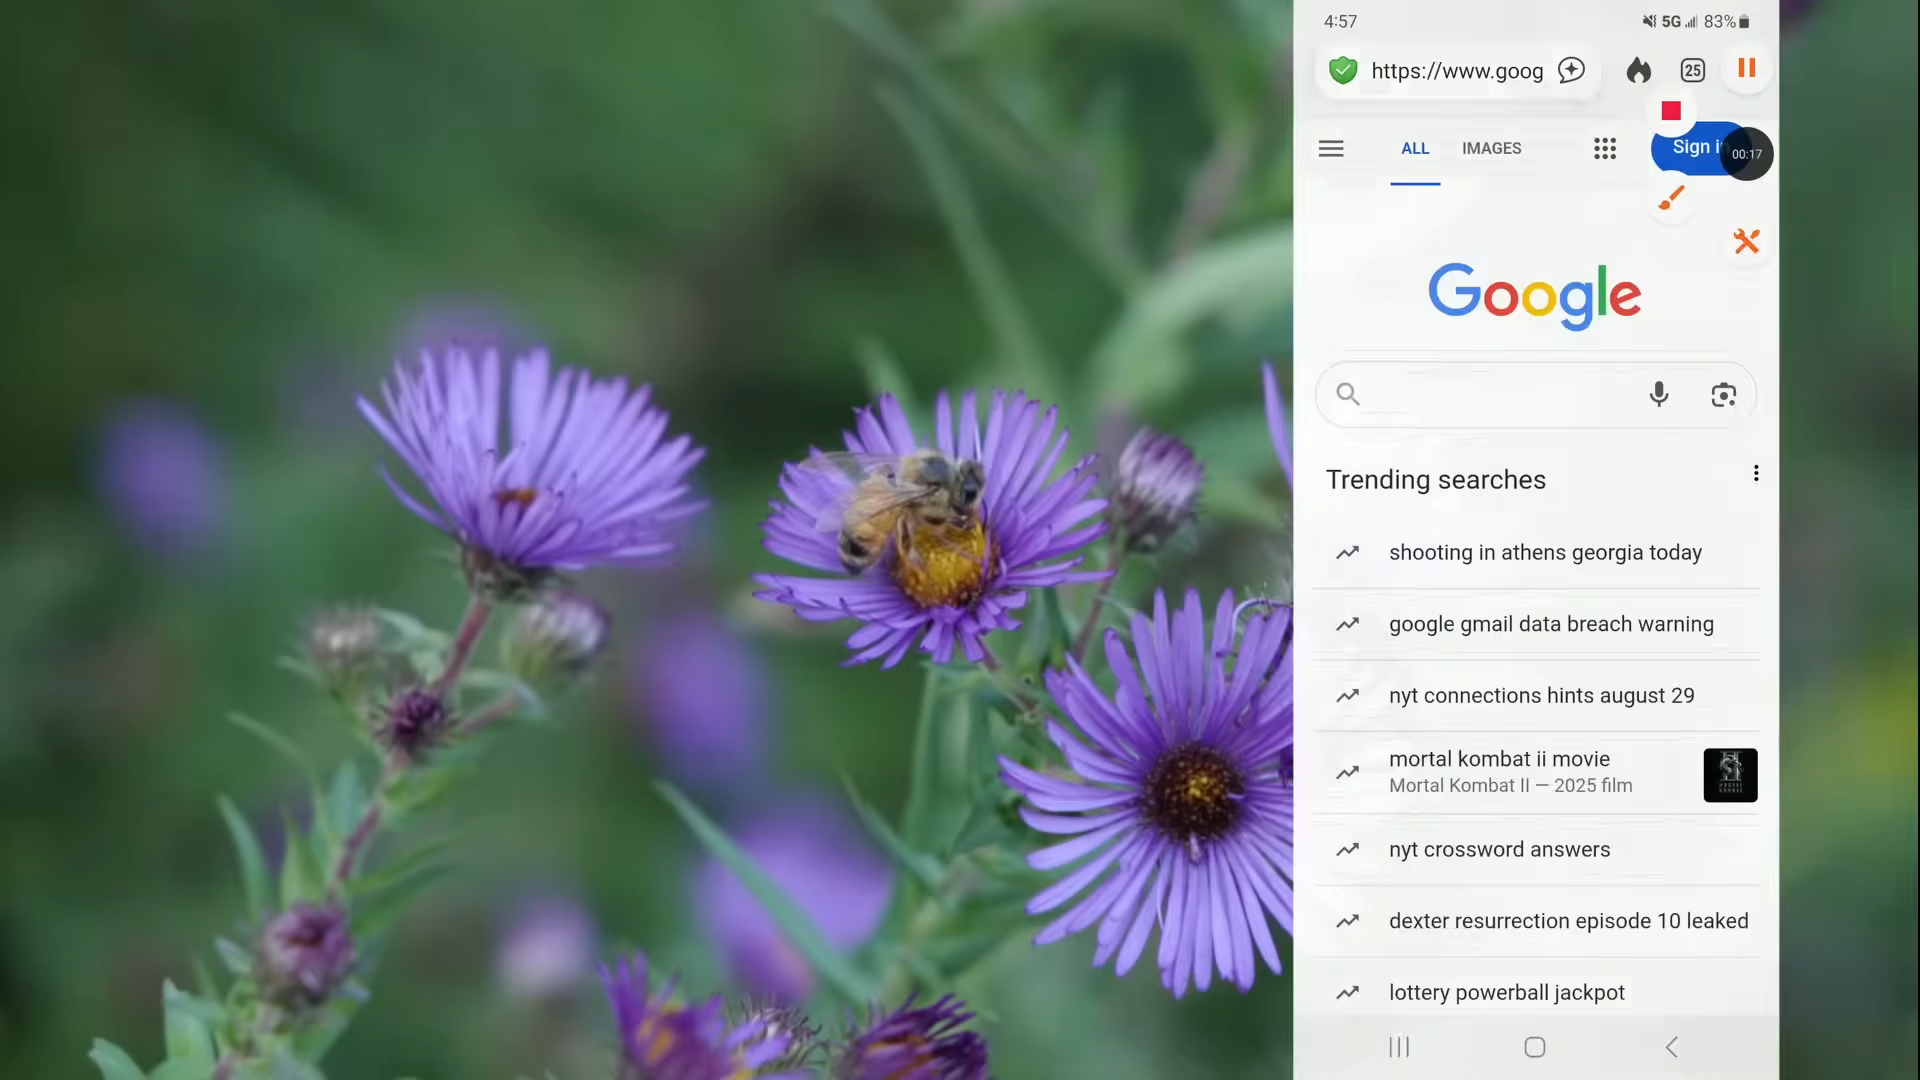 4:57
5G 83%
https://www.goog
25
ALL IMAGES
Sign i
00:17
Google
Trending searches
shooting in athens georgia today
google gmail data breach warning
nyt connections hints august 29
mortal kombat ii movie
Mortal Kombat II — 2025 film
nyt crossword answers
dexter resurrection episode 10 leaked
lottery powerball jackpot